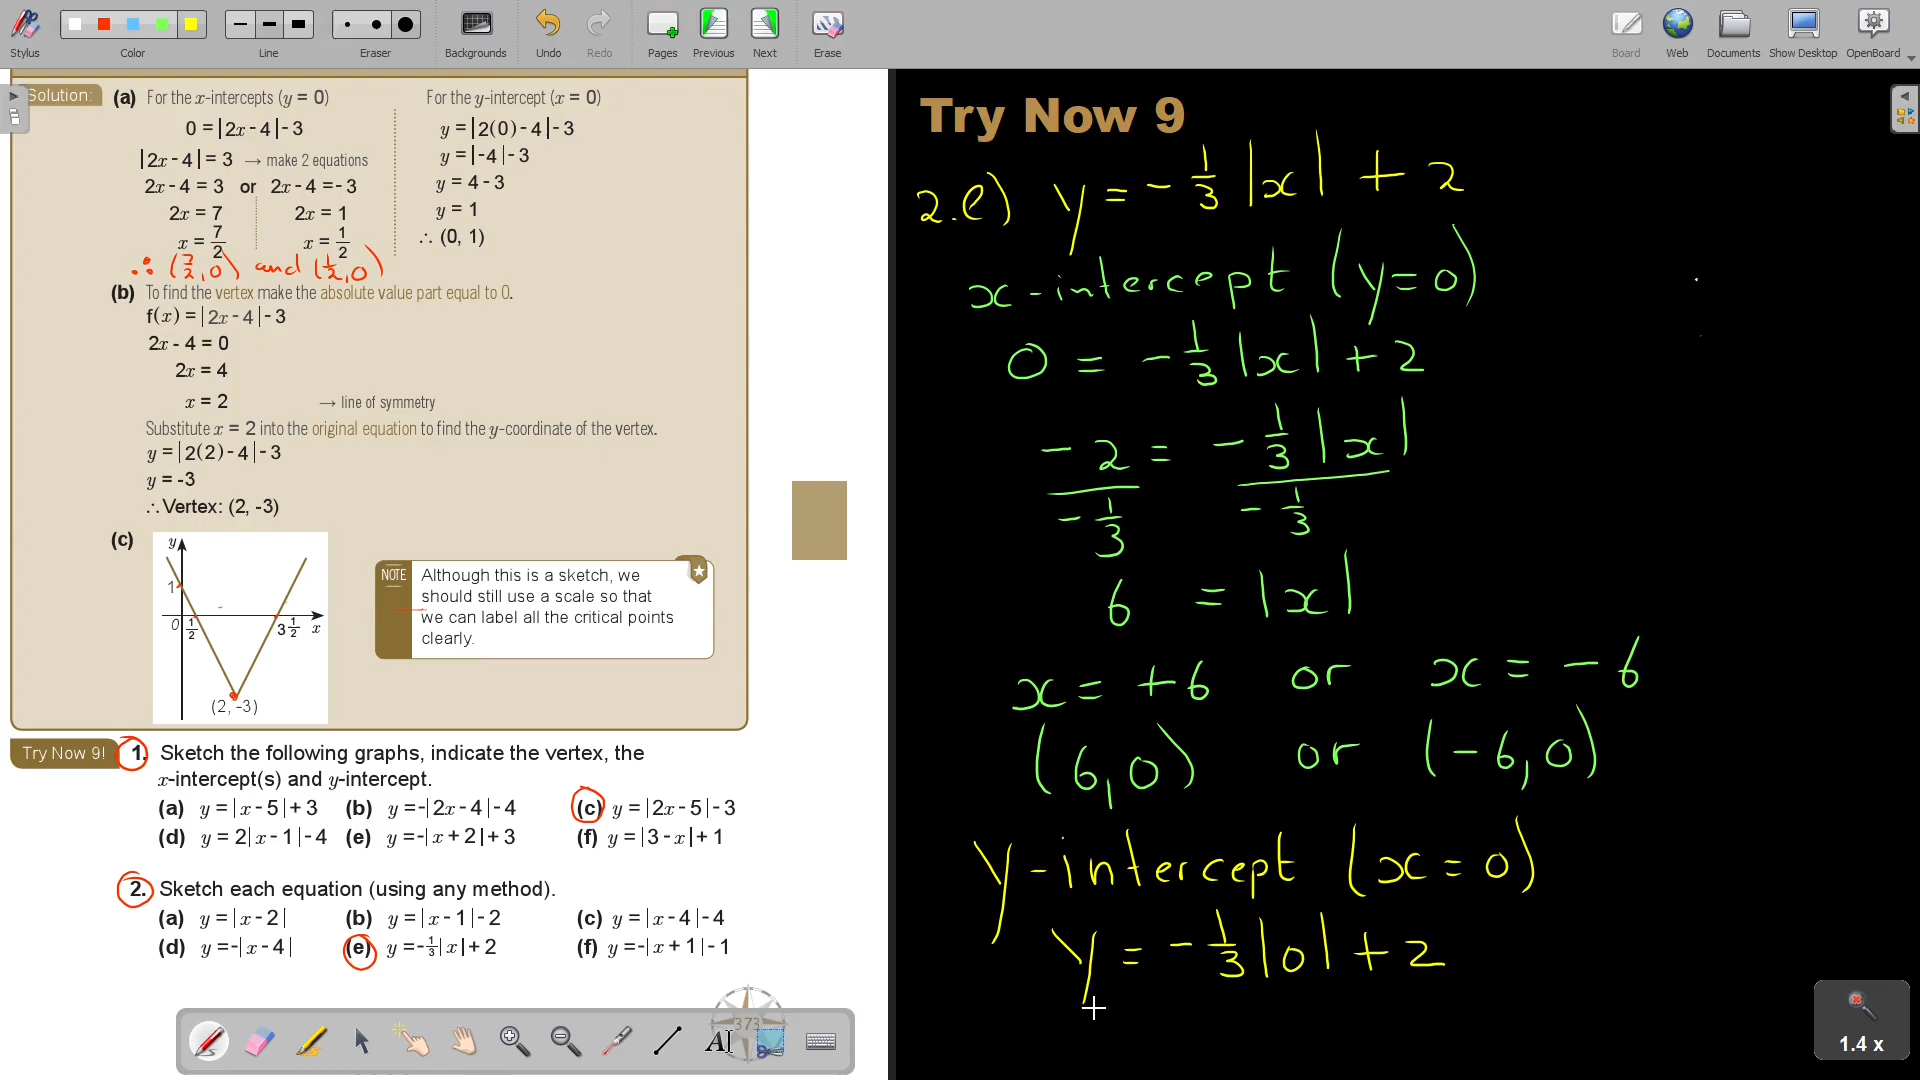 Stylus Color Line Eraser Backgrounds Undo Redo Pages Previous Next Erase Board Web Documents Show Desktop OpenBoard
Solution:
(a) For the x-intercepts (y = 0)
0 = |2x - 4| - 3
|2x - 4| = 3 → make 2 equations
2x - 4 = 3 or 2x - 4 = - 3
2x = 7 2x = 1
x = 7/2 x = 1/2
∴ (7/2, 0) and (1/2, 0)
For the y-intercept (x = 0)
y = |2(0) - 4| - 3
y = |-4| - 3
y = 4 - 3
y = 1
∴ (0, 1)
(b) To find the vertex make the absolute value part equal to 0.
f(x) = |2x - 4| - 3
2x - 4 = 0
2x = 4
x = 2 → line of symmetry
Substitute x = 2 into the original equation to find the y-coordinate of the vertex.
y = |2(2) - 4| - 3
y = -3
∴ Vertex: (2, -3)
(c)
y
1
0 1/2 3 1/2 x
(2, -3)
NOTE
Although this is a sketch, we
should still use a scale so that
we can label all the critical points
clearly.
Try Now 9! 1. Sketch the following graphs, indicate the vertex, the
x-intercept(s) and y-intercept.
(a) y = |x - 5| + 3 (b) y = -|2x - 4| - 4 (c) y = |2x - 5| - 3
(d) y = 2|x - 1| - 4 (e) y = -|x + 2| + 3 (f) y = |3 - x| + 1
2. Sketch each equation (using any method).
(a) y = |x - 2| (b) y = |x - 1| - 2 (c) y = |x - 4| - 4
(d) y = -|x - 4| (e) y = -1/3|x| + 2 (f) y = -|x + 1| - 1
373
Try Now 9
2.e) y = - 1/3 |x| + 2
x-intercept (y = 0)
0 = - 1/3 |x| + 2
- 2 = - 1/3 |x|
- 1/3 - 1/3
6 = |x|
x = +6 or x = - 6
(6, 0) or (-6, 0)
y-intercept (x = 0)
y = - 1/3 |0| + 2
1.4 x